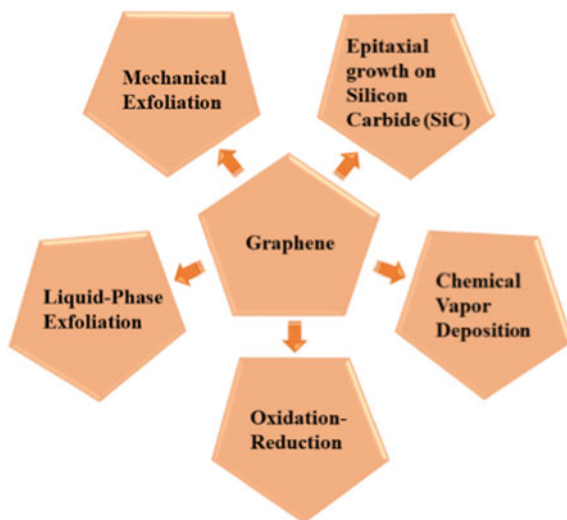 Mechanical
Exfoliation
Epitaxial
growth on
Silicon
Carbide (SiC)
Graphene
Liquid-Phase
Exfoliation
Chemical
Vapor
Deposition
Oxidation-
Reduction